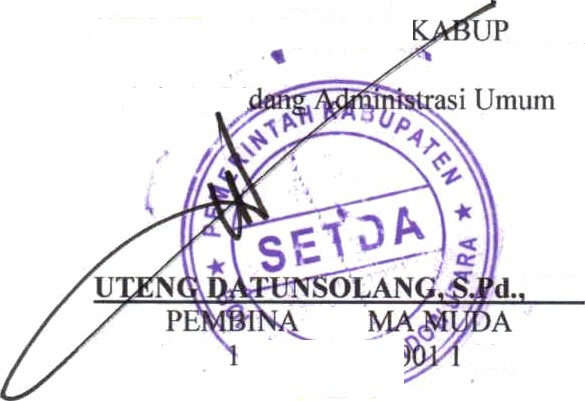 KABUP
dang Administrasi Umum
PEMERINTAH KABUPATEN
SETDA
UTENG DATUNSOLANG, S.Pd.,
PEMBINA MA MUDA
1 901 1